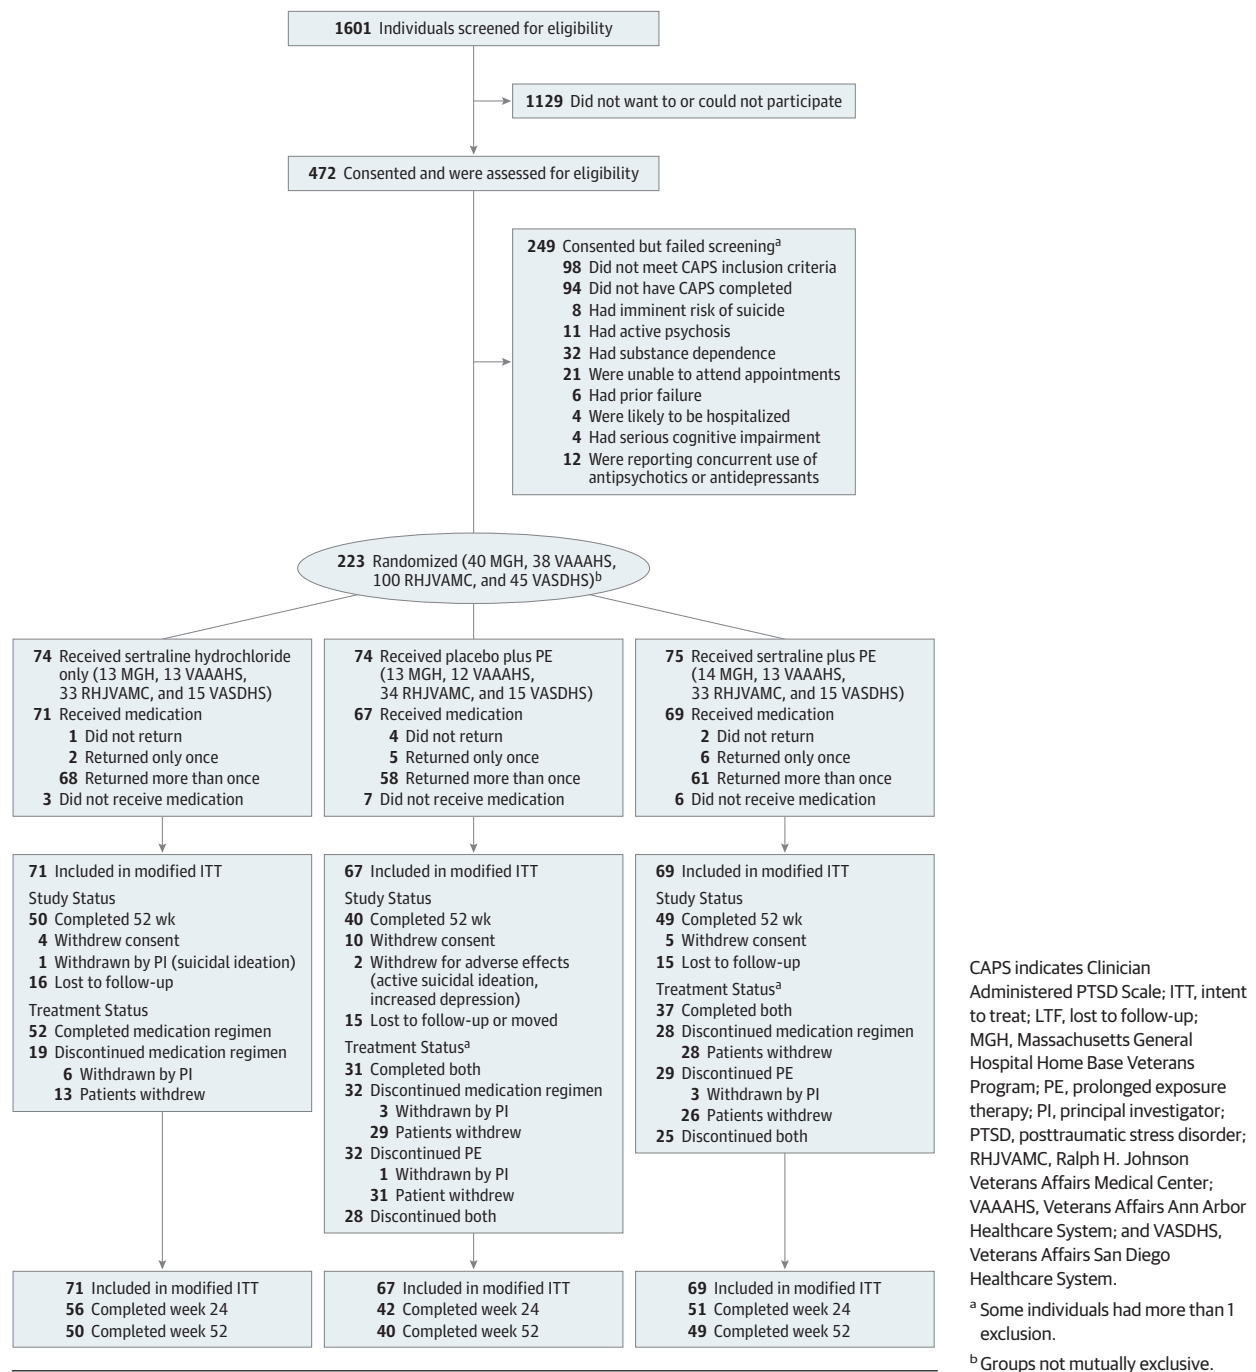 1601 Individuals screened for eligibility
1129 Did not want to or could not participate
472 Consented and were assessed for eligibility
249 Consented but failed screeningᵃ
98 Did not meet CAPS inclusion criteria
94 Did not have CAPS completed
8 Had imminent risk of suicide
11 Had active psychosis
32 Had substance dependence
21 Were unable to attend appointments
6 Had prior failure
4 Were likely to be hospitalized
4 Had serious cognitive impairment
12 Were reporting concurrent use of
antipsychotics or antidepressants
223 Randomized (40 MGH, 38 VAAAHS,
100 RHJVAMC, and 45 VASDHS)ᵇ
74 Received sertraline hydrochloride
only (13 MGH, 13 VAAAHS,
33 RHJVAMC, and 15 VASDHS)
71 Received medication
1 Did not return
2 Returned only once
68 Returned more than once
3 Did not receive medication
74 Received placebo plus PE
(13 MGH, 12 VAAAHS,
34 RHJVAMC, and 15 VASDHS)
67 Received medication
4 Did not return
5 Returned only once
58 Returned more than once
7 Did not receive medication
75 Received sertraline plus PE
(14 MGH, 13 VAAAHS,
33 RHJVAMC, and 15 VASDHS)
69 Received medication
2 Did not return
6 Returned only once
61 Returned more than once
6 Did not receive medication
71 Included in modified ITT
Study Status
50 Completed 52 wk
4 Withdrew consent
1 Withdrawn by PI (suicidal ideation)
16 Lost to follow-up
Treatment Status
52 Completed medication regimen
19 Discontinued medication regimen
6 Withdrawn by PI
13 Patients withdrew
67 Included in modified ITT
Study Status
40 Completed 52 wk
10 Withdrew consent
2 Withdrew for adverse effects
(active suicidal ideation,
increased depression)
15 Lost to follow-up or moved
Treatment Statusᵃ
31 Completed both
32 Discontinued medication regimen
3 Withdrawn by PI
29 Patients withdrew
32 Discontinued PE
1 Withdrawn by PI
31 Patient withdrew
28 Discontinued both
69 Included in modified ITT
Study Status
49 Completed 52 wk
5 Withdrew consent
15 Lost to follow-up
Treatment Statusᵃ
37 Completed both
28 Discontinued medication regimen
28 Patients withdrew
29 Discontinued PE
3 Withdrawn by PI
26 Patients withdrew
25 Discontinued both
71 Included in modified ITT
56 Completed week 24
50 Completed week 52
67 Included in modified ITT
42 Completed week 24
40 Completed week 52
69 Included in modified ITT
51 Completed week 24
49 Completed week 52
CAPS indicates Clinician
Administered PTSD Scale; ITT, intent
to treat; LTF, lost to follow-up;
MGH, Massachusetts General
Hospital Home Base Veterans
Program; PE, prolonged exposure
therapy; PI, principal investigator;
PTSD, posttraumatic stress disorder;
RHJVAMC, Ralph H. Johnson
Veterans Affairs Medical Center;
VAAAHS, Veterans Affairs Ann Arbor
Healthcare System; and VASDHS,
Veterans Affairs San Diego
Healthcare System.
ᵃ Some individuals had more than 1
exclusion.
ᵇ Groups not mutually exclusive.